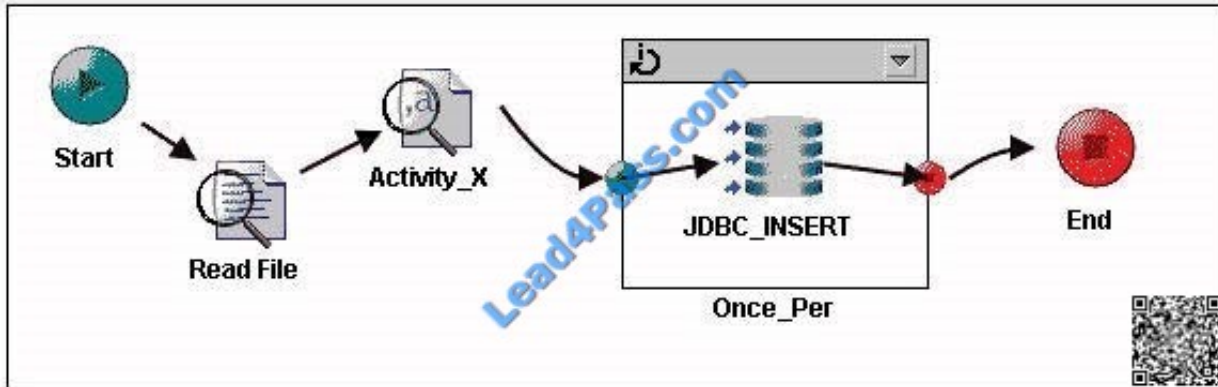 Start
Read File
,a
Activity_X
JDBC_INSERT
Once_Per
End
Lead4Pass.com